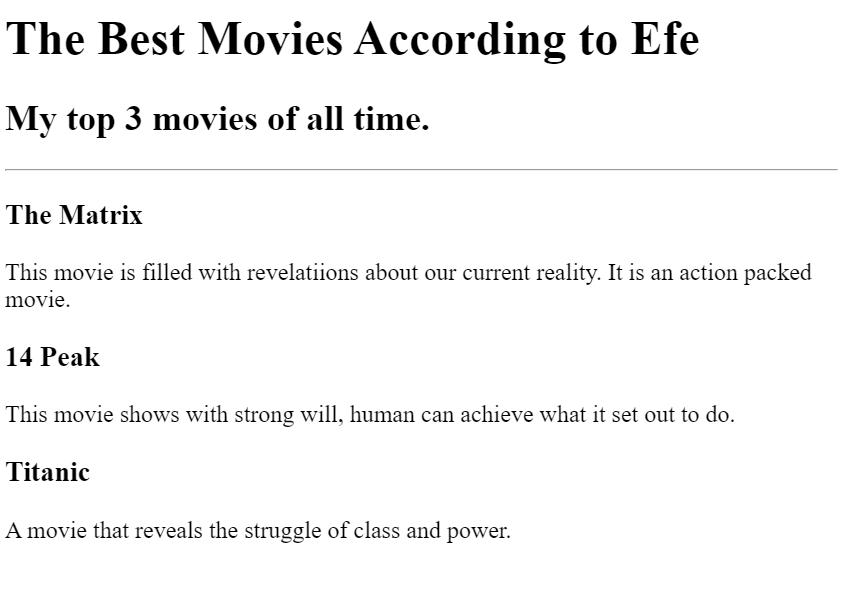 The Best Movies According to Efe
My top 3 movies of all time.
The Matrix
This movie is filled with revelatiions about our current reality. It is an action packed
movie.
14 Peak
This movie shows with strong will, human can achieve what it set out to do.
Titanic
A movie that reveals the struggle of class and power.